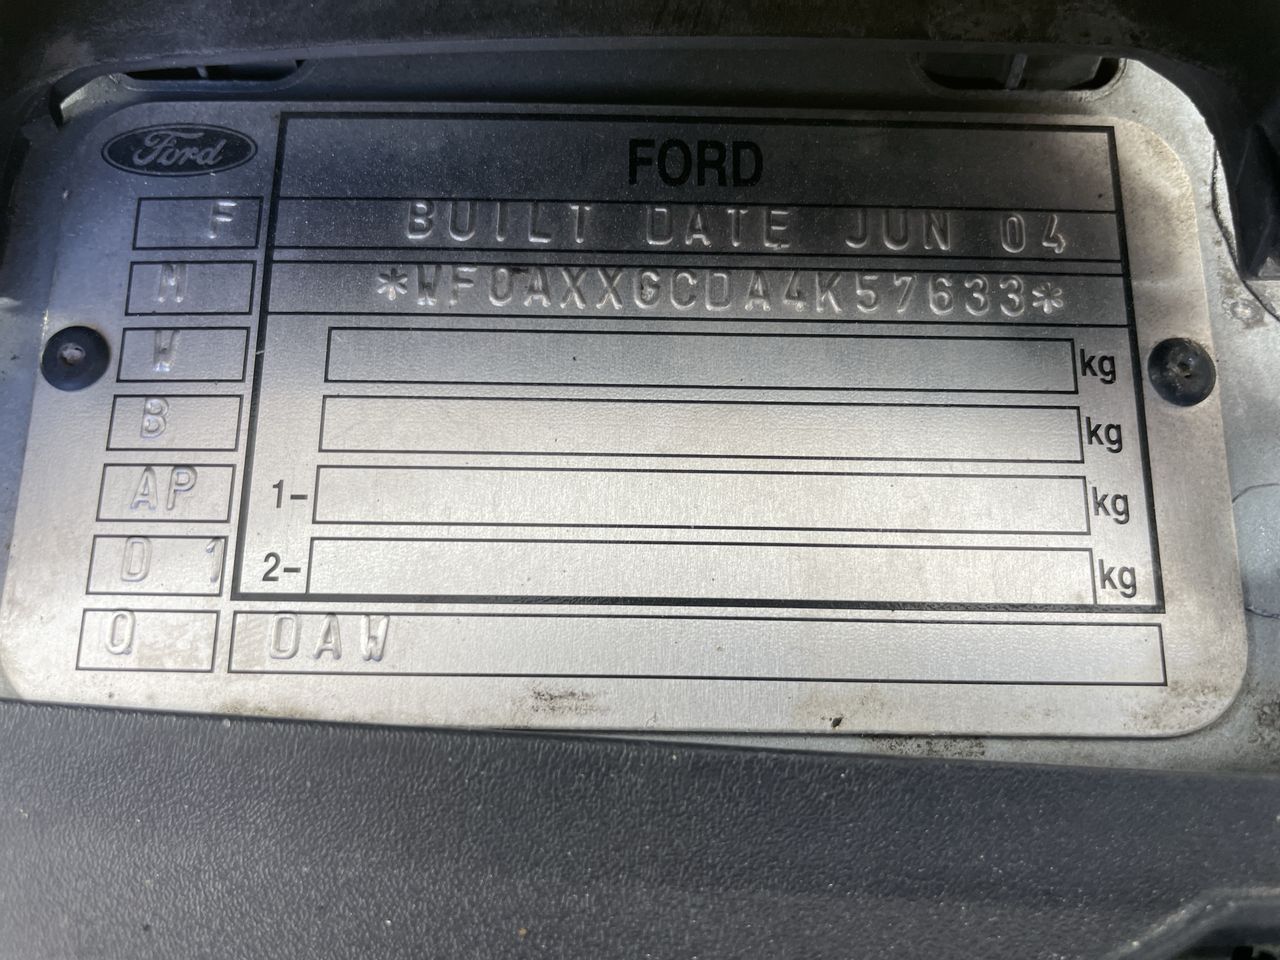 Ford
FORD
F BUILT DATE JUN 04
M *WF0AXXGCDA4K57633*
W kg
B kg
AP 1- kg
D 1 2- kg
Q DAW